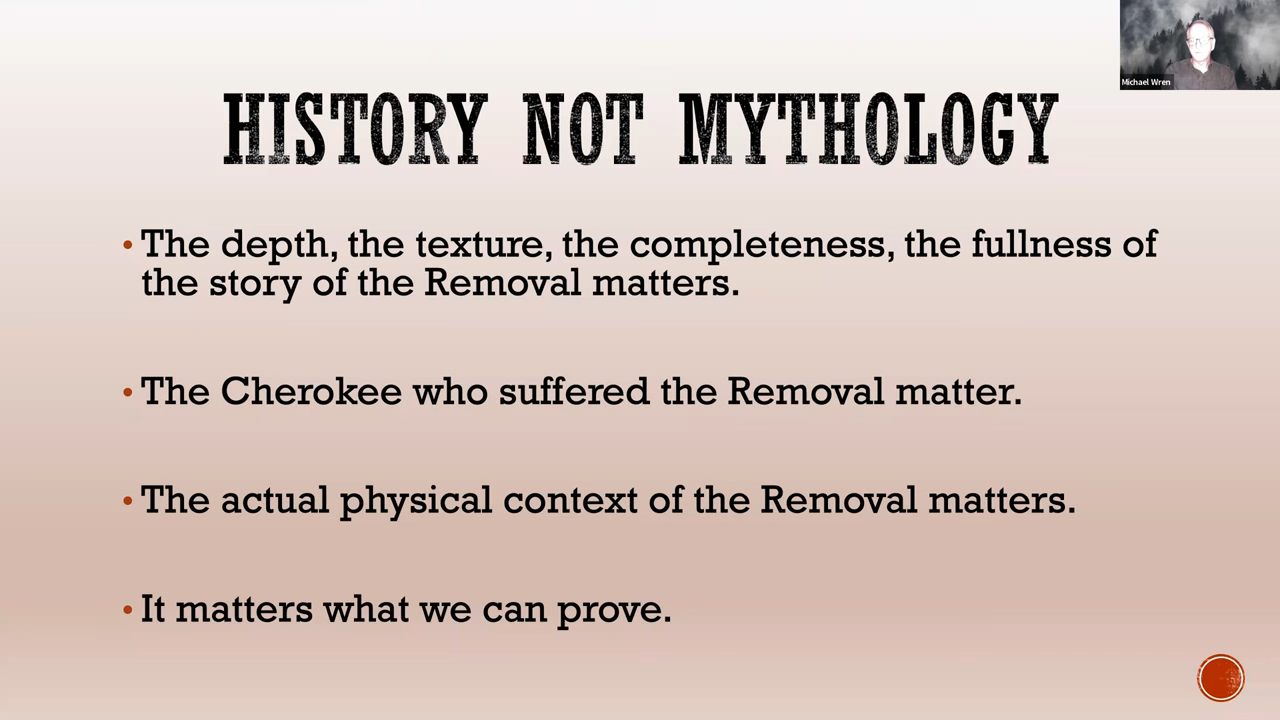 Michael Wren
HISTORY NOT MYTHOLOGY
• The depth, the texture, the completeness, the fullness of
the story of the Removal matters.
• The Cherokee who suffered the Removal matter.
• The actual physical context of the Removal matters.
• It matters what we can prove.